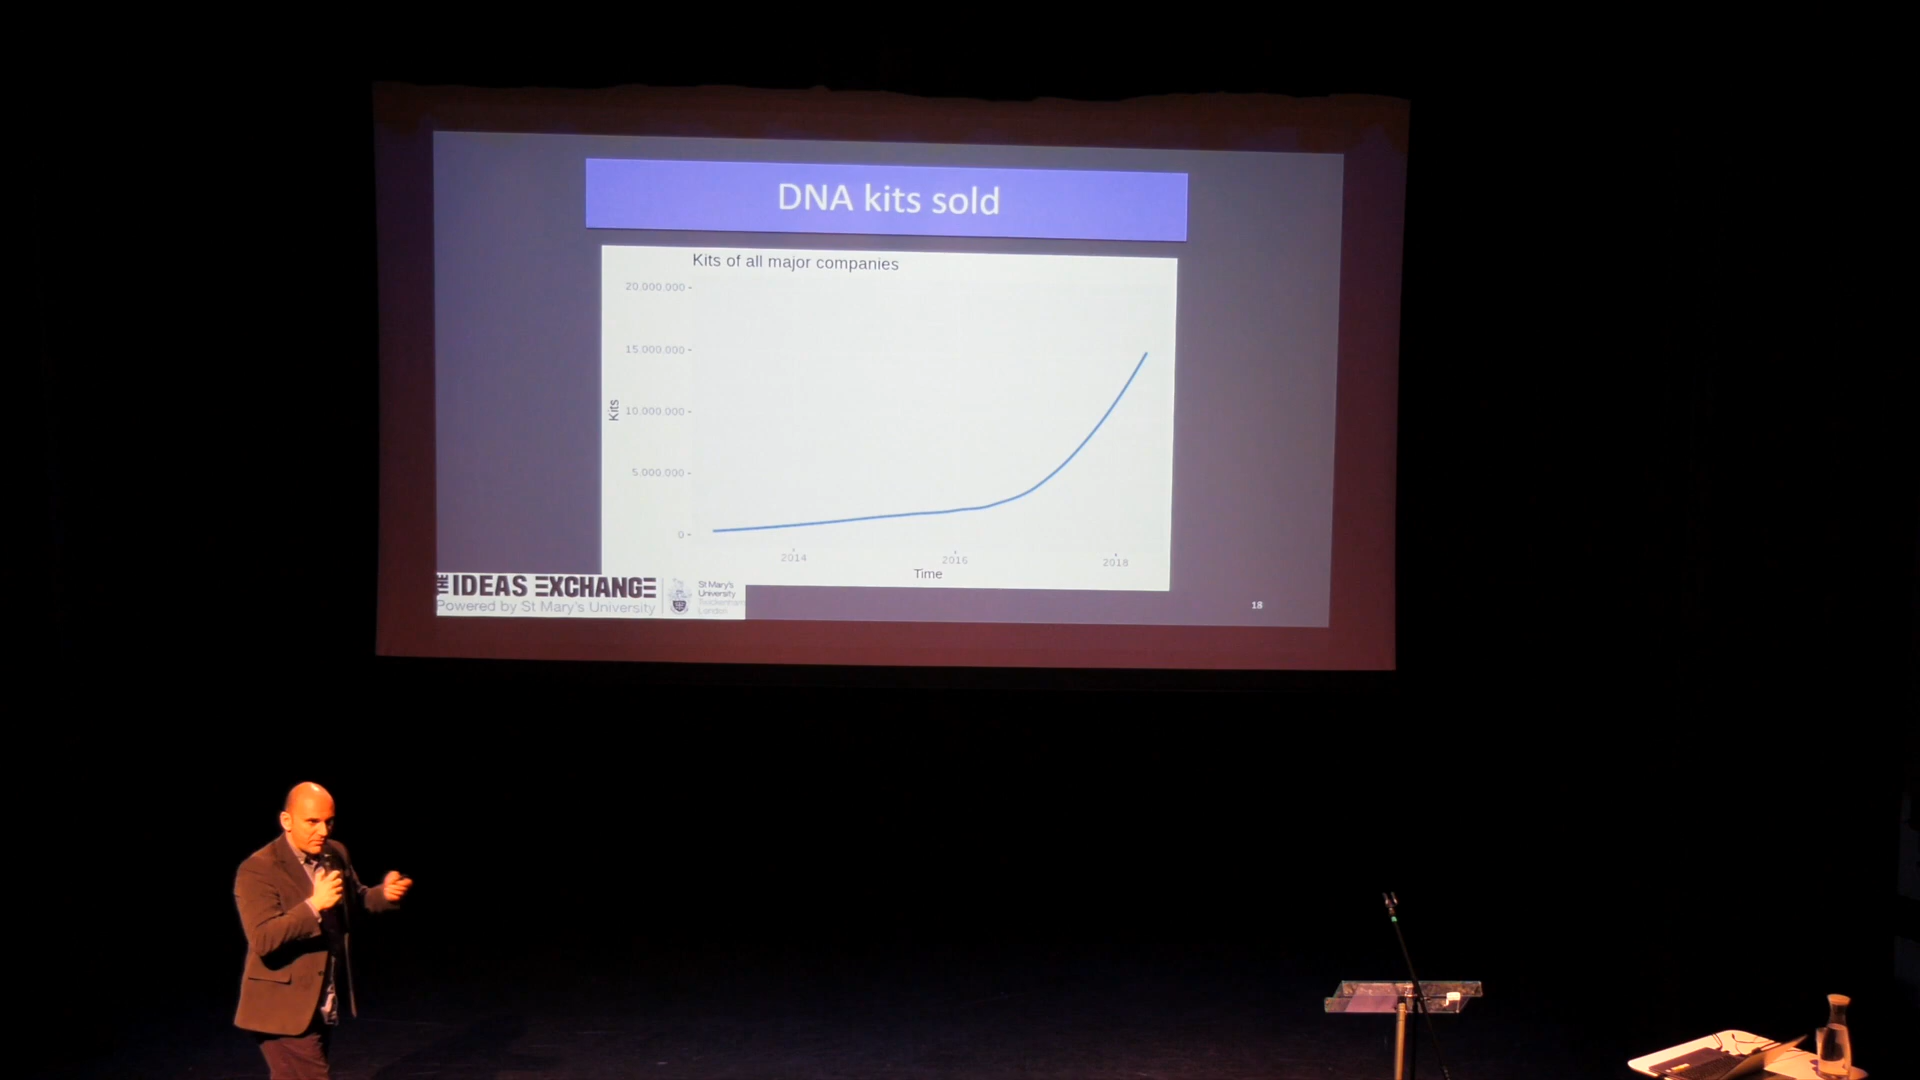 DNA kits sold
Kits of all major companies
20.000.000
15.000.000
10.000.000
5.000.000
0
Kits
2014
2016
2018
Time
THE IDEAS EXCHANGE
Powered by St Mary's University
St Mary's
University
Twickenham
London
18